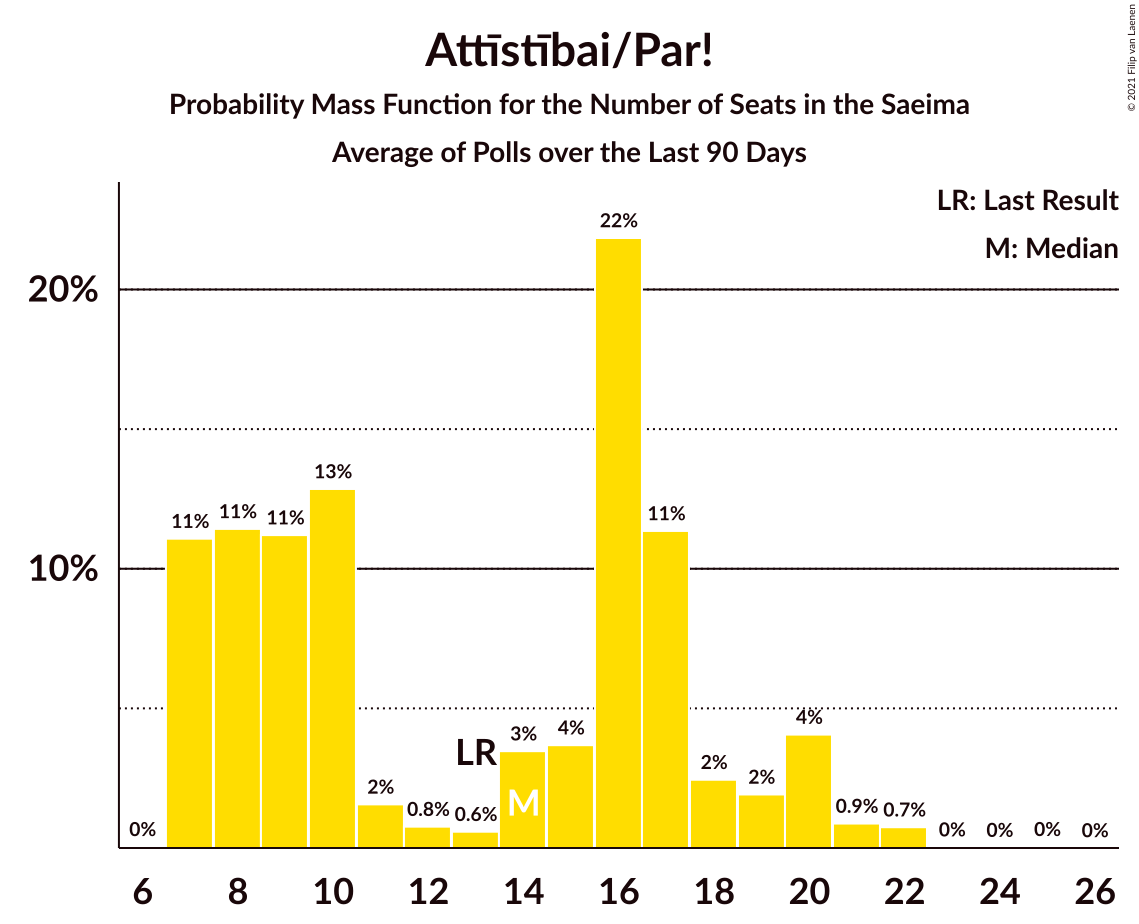 Attīstībai/Par!
Probability Mass Function for the Number of Seats in the Saeima
Average of Polls over the Last 90 Days
© 2021 Filip van Laenen
LR: Last Result
M: Median
20%
10%
0%
11%
11%
11%
13%
2%
0.8%
0.6%
3%
4%
22%
11%
2%
2%
4%
0.9%
0.7%
0%
0%
0%
0%
LR
M
6 8 10 12 14 16 18 20 22 24 26